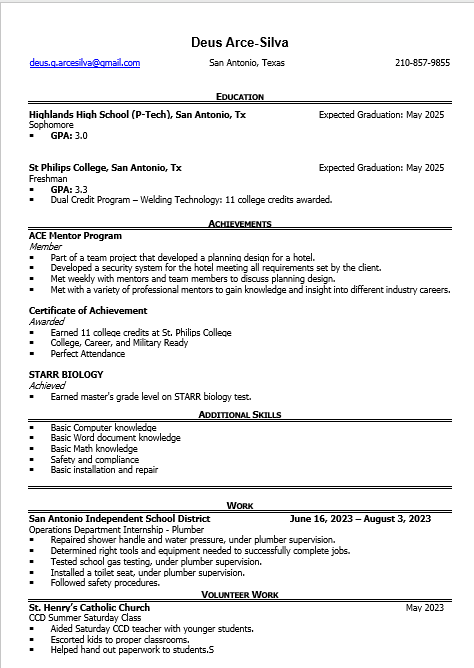 Deus Arce-Silva
deus.q.arcesilva@gmail.com San Antonio, Texas 210-857-9855
EDUCATION
Highlands High School (P-Tech), San Antonio, Tx Expected Graduation: May 2025
Sophomore
▪ GPA: 3.0
St Philips College, San Antonio, Tx Expected Graduation: May 2025
Freshman
▪ GPA: 3.3
▪ Dual Credit Program – Welding Technology: 11 college credits awarded.
ACHIEVEMENTS
ACE Mentor Program
Member
▪ Part of a team project that developed a planning design for a hotel.
▪ Developed a security system for the hotel meeting all requirements set by the client.
▪ Met weekly with mentors and team members to discuss planning design.
▪ Met with a variety of professional mentors to gain knowledge and insight into different industry careers.
Certificate of Achievement
Awarded
▪ Earned 11 college credits at St. Philips College
▪ College, Career, and Military Ready
▪ Perfect Attendance
STARR BIOLOGY
Achieved
▪ Earned master's grade level on STARR biology test.
ADDITIONAL SKILLS
▪ Basic Computer knowledge
▪ Basic Word document knowledge
▪ Basic Math knowledge
▪ Safety and compliance
▪ Basic installation and repair
WORK
San Antonio Independent School District June 16, 2023 – August 3, 2023
Operations Department Internship - Plumber
▪ Repaired shower handle and water pressure, under plumber supervision.
▪ Determined right tools and equipment needed to successfully complete jobs.
▪ Tested school gas testing, under plumber supervision.
▪ Installed a toilet seat, under plumber supervision.
▪ Followed safety procedures.
VOLUNTEER WORK
St. Henry's Catholic Church May 2023
CCD Summer Saturday Class
▪ Aided Saturday CCD teacher with younger students.
▪ Escorted kids to proper classrooms.
▪ Helped hand out paperwork to students.S